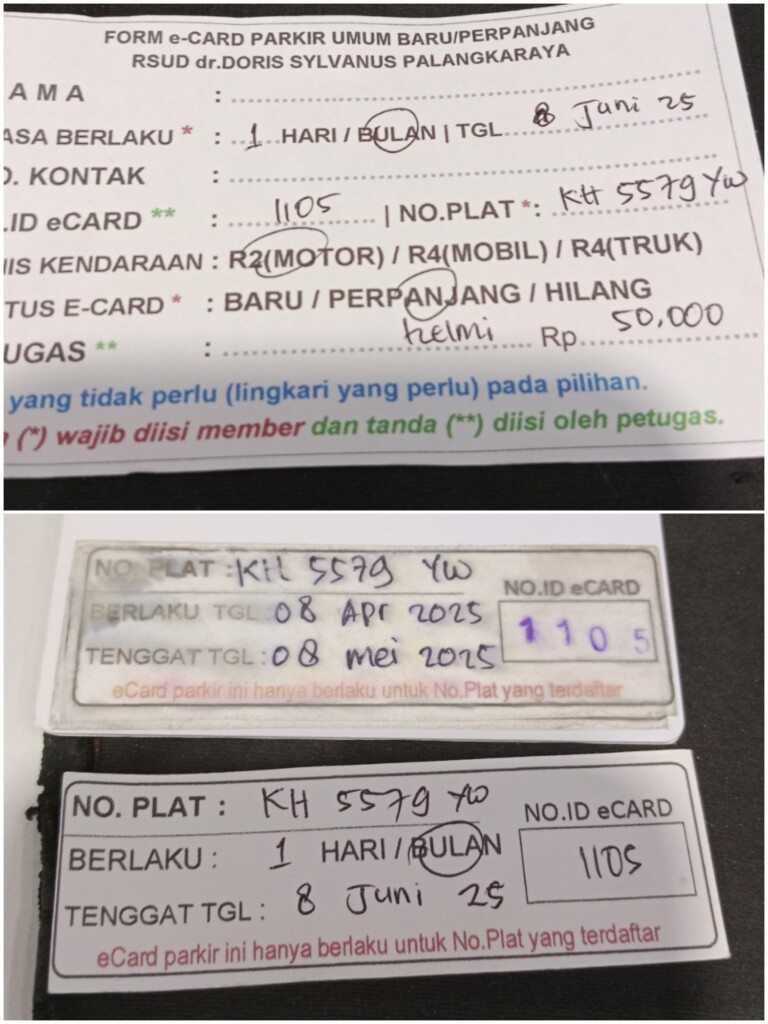 FORM e-CARD PARKIR UMUM BARU/PERPANJANG
RSUD dr.DORIS SYLVANUS PALANGKARAYA
AMA :
ASA BERLAKU * : 1 HARI / BULAN | TGL 8 Juni 25
O. KONTAK :
.ID eCARD ** : 1105 | NO.PLAT *: KH 5579 YW
NIS KENDARAAN : R2(MOTOR) / R4(MOBIL) / R4(TRUK)
TUS E-CARD * : BARU / PERPANJANG / HILANG
UGAS ** : helmi Rp. 50,000
yang tidak perlu (lingkari yang perlu) pada pilihan.
(*) wajib diisi member dan tanda (**) diisi oleh petugas.
NO. PLAT : KH 5579 YW
BERLAKU TGL : 08 Apr 2025
TENGGAT TGL : 08 mei 2025
NO.ID eCARD
1105
eCard parkir ini hanya berlaku untuk No.Plat yang terdaftar
NO. PLAT : KH 5579 YW
BERLAKU : 1 HARI / BULAN
TENGGAT TGL : 8 Juni 25
NO.ID eCARD
1105
eCard parkir ini hanya berlaku untuk No.Plat yang terdaftar